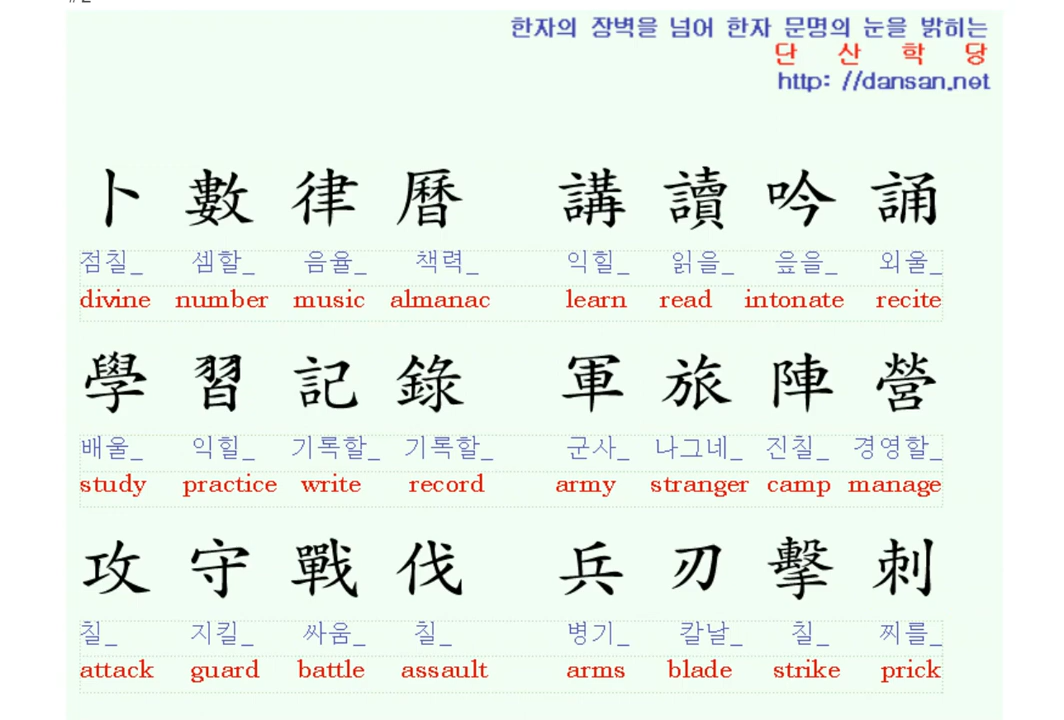 한자의 장벽을 넘어 한자 문명의 눈을 밝히는
단 산 학 당
http: //dansan.net
卜 數 律 曆 講 讀 吟 誦
점칠_ 셈할_ 음율_ 책력_ 익힐_ 읽을_ 읊을_ 외울_
divine number music almanac learn read intonate recite
學 習 記 錄 軍 旅 陣 營
배울_ 익힐_ 기록할_ 기록할_ 군사_ 나그네_ 진칠_ 경영할_
study practice write record army stranger camp manage
攻 守 戰 伐 兵 刃 擊 刺
칠_ 지킬_ 싸움_ 칠_ 병기_ 칼날_ 칠_ 찌를_
attack guard battle assault arms blade strike prick